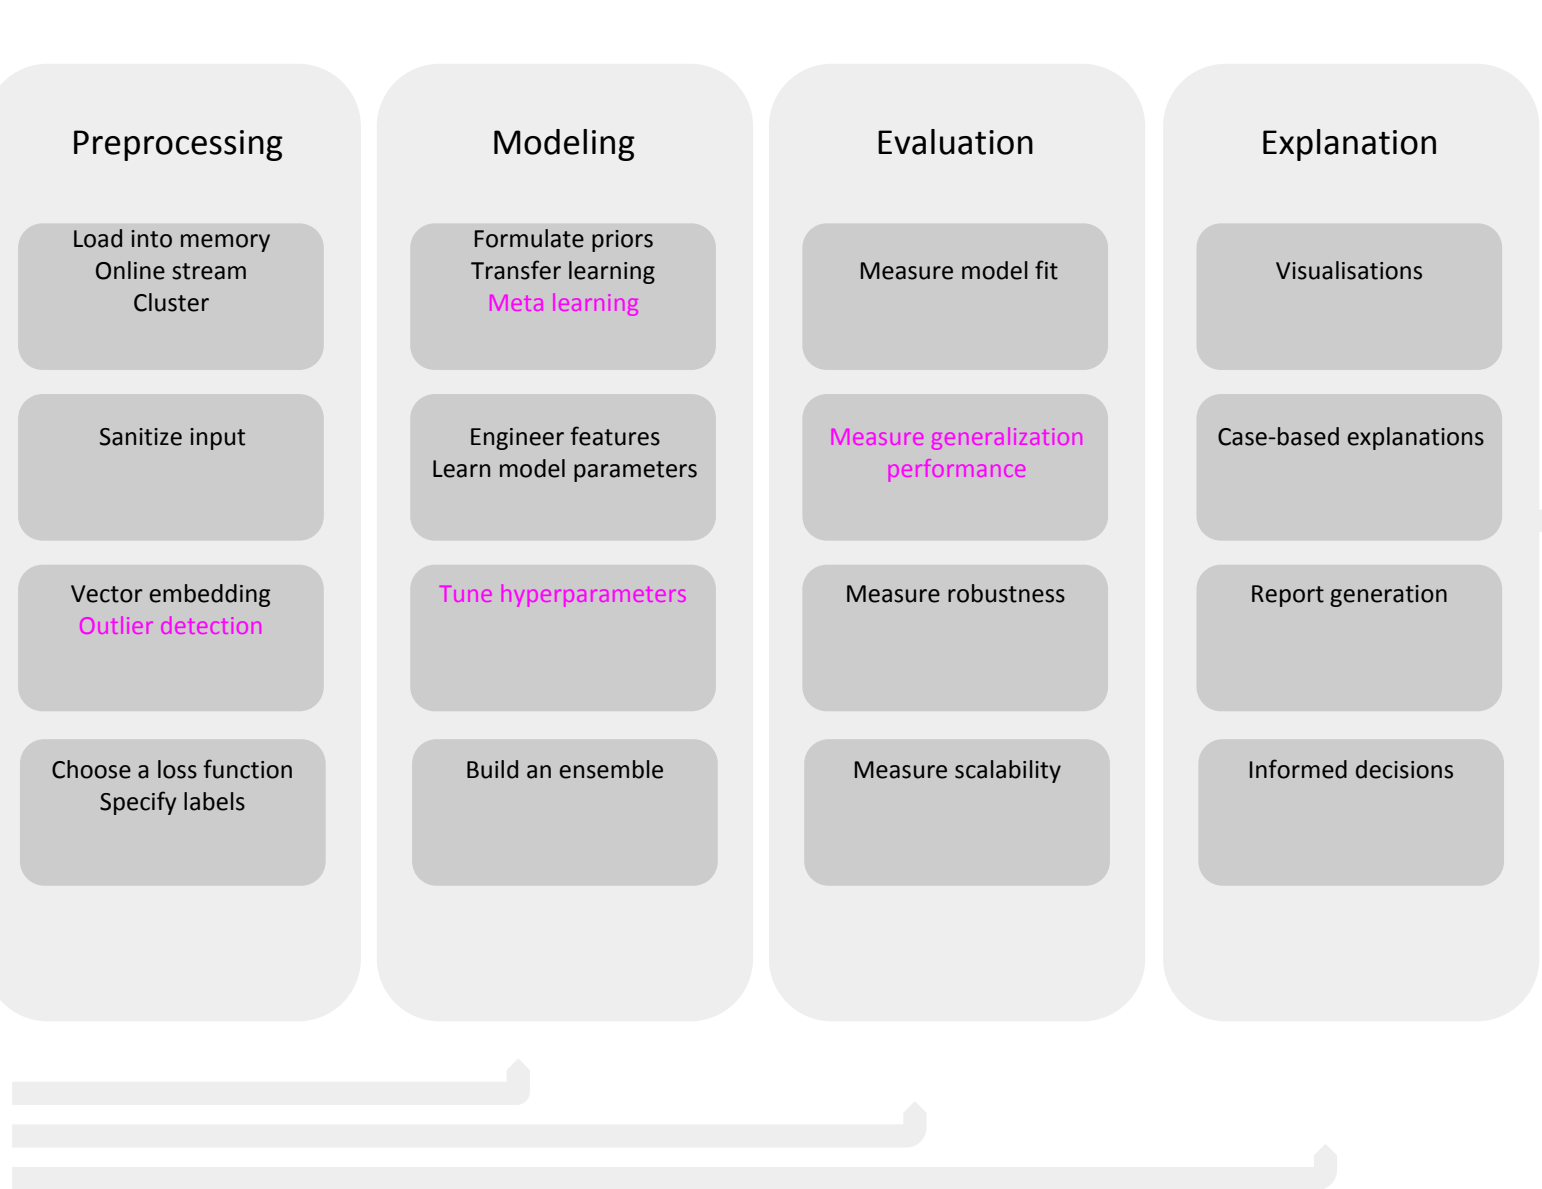 Preprocessing
Load into memory
Online stream
Cluster
Sanitize input
Vector embedding
Outlier detection
Choose a loss function
Specify labels
Modeling
Formulate priors
Transfer learning
Meta learning
Engineer features
Learn model parameters
Tune hyperparameters
Build an ensemble
Evaluation
Measure model fit
Measure generalization
performance
Measure robustness
Measure scalability
Explanation
Visualisations
Case-based explanations
Report generation
Informed decisions